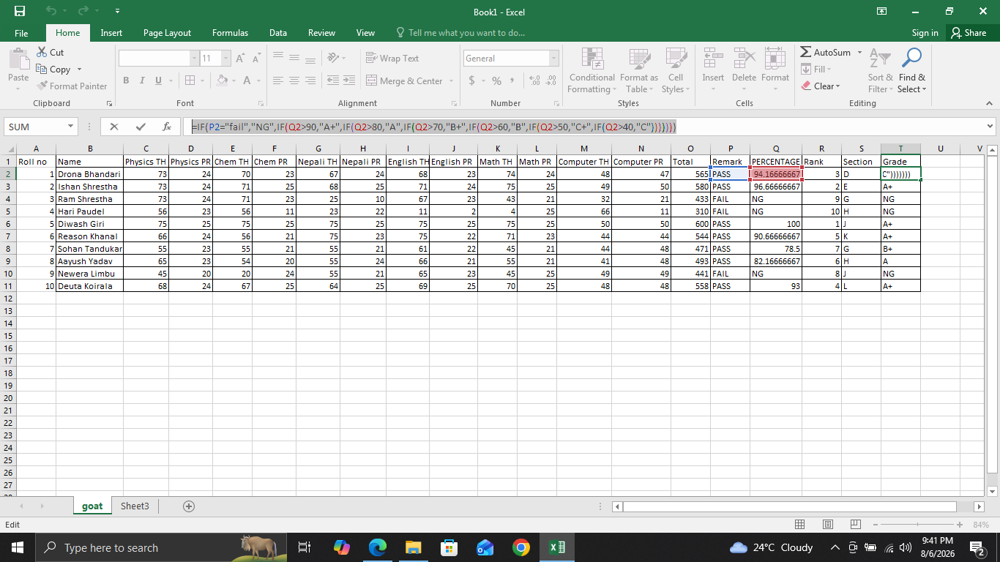 Book1 - Excel
File Home Insert Page Layout Formulas Data Review View Tell me what you want to do... Sign in Share
Cut
Copy
Format Painter
Paste
Clipboard
11
A A
B I U A
Font
Wrap Text
Merge & Center
Alignment
General
$ % ,
Number
Conditional Formatting
Format as Table
Cell Styles
Styles
Insert Delete Format
Cells
AutoSum
Fill
Clear
Sort & Filter
Find & Select
Editing
SUM fx =IF(P2="fail","NG",IF(Q2>90,"A+",IF(Q2>80,"A",IF(Q2>70,"B+",IF(Q2>60,"B",IF(Q2>50,"C+",IF(Q2>40,"C")))))))
A B C D E F G H I J K L M N O P Q R S T U V
1 Roll no Name Physics TH Physics PR Chem TH Chem PR Nepali TH Nepali PR English TH English PR Math TH Math PR Computer TH Computer PR Total Remark PERCENTAGE Rank Section Grade
2 1 Drona Bhandari 73 24 70 23 67 24 68 23 74 24 48 47 565 PASS 94.16666667 3 D C")))))))
3 2 Ishan Shrestha 73 24 71 25 68 25 71 24 75 25 49 50 580 PASS 96.66666667 2 E A+
4 3 Ram Shrestha 73 24 71 23 25 10 67 23 43 21 32 21 433 FAIL NG 9 G NG
5 4 Hari Paudel 56 23 56 11 23 22 11 2 4 25 66 11 310 FAIL NG 10 H NG
6 5 Diwash Giri 75 25 75 25 75 25 75 25 75 25 50 50 600 PASS 100 1 J A+
7 6 Reason Khanal 66 24 56 21 75 23 75 22 71 23 44 44 544 PASS 90.66666667 5 K A+
8 7 Sohan Tandukar 55 23 55 21 55 21 61 22 45 21 44 48 471 PASS 78.5 7 G B+
9 8 Aayush Yadav 65 23 54 20 55 24 66 21 55 21 41 48 493 PASS 82.16666667 6 H A
10 9 Newera Limbu 45 20 20 24 55 21 65 23 45 25 49 49 441 FAIL NG 8 J NG
11 10 Deuta Koirala 68 24 67 25 64 25 69 25 70 25 48 48 558 PASS 93 4 L A+
12
13
14
15
16
17
18
19
20
21
22
23
24
25
26
27
goat Sheet3
Edit 84%
Type here to search 24°C Cloudy 9:41 PM
8/6/2026
2